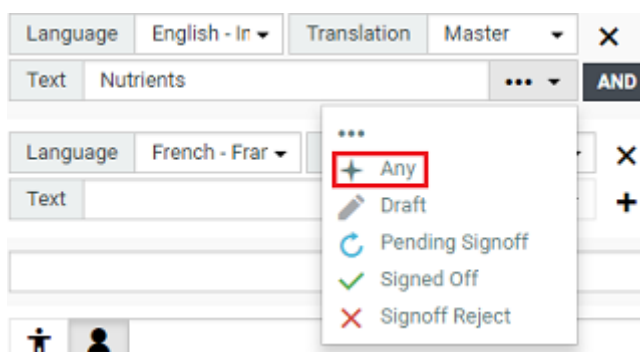 Language English - Ir Translation Master
Text Nutrients ••• AND
•••
Language French - Frar
Any
Text
Draft
Pending Signoff
Signed Off
Signoff Reject